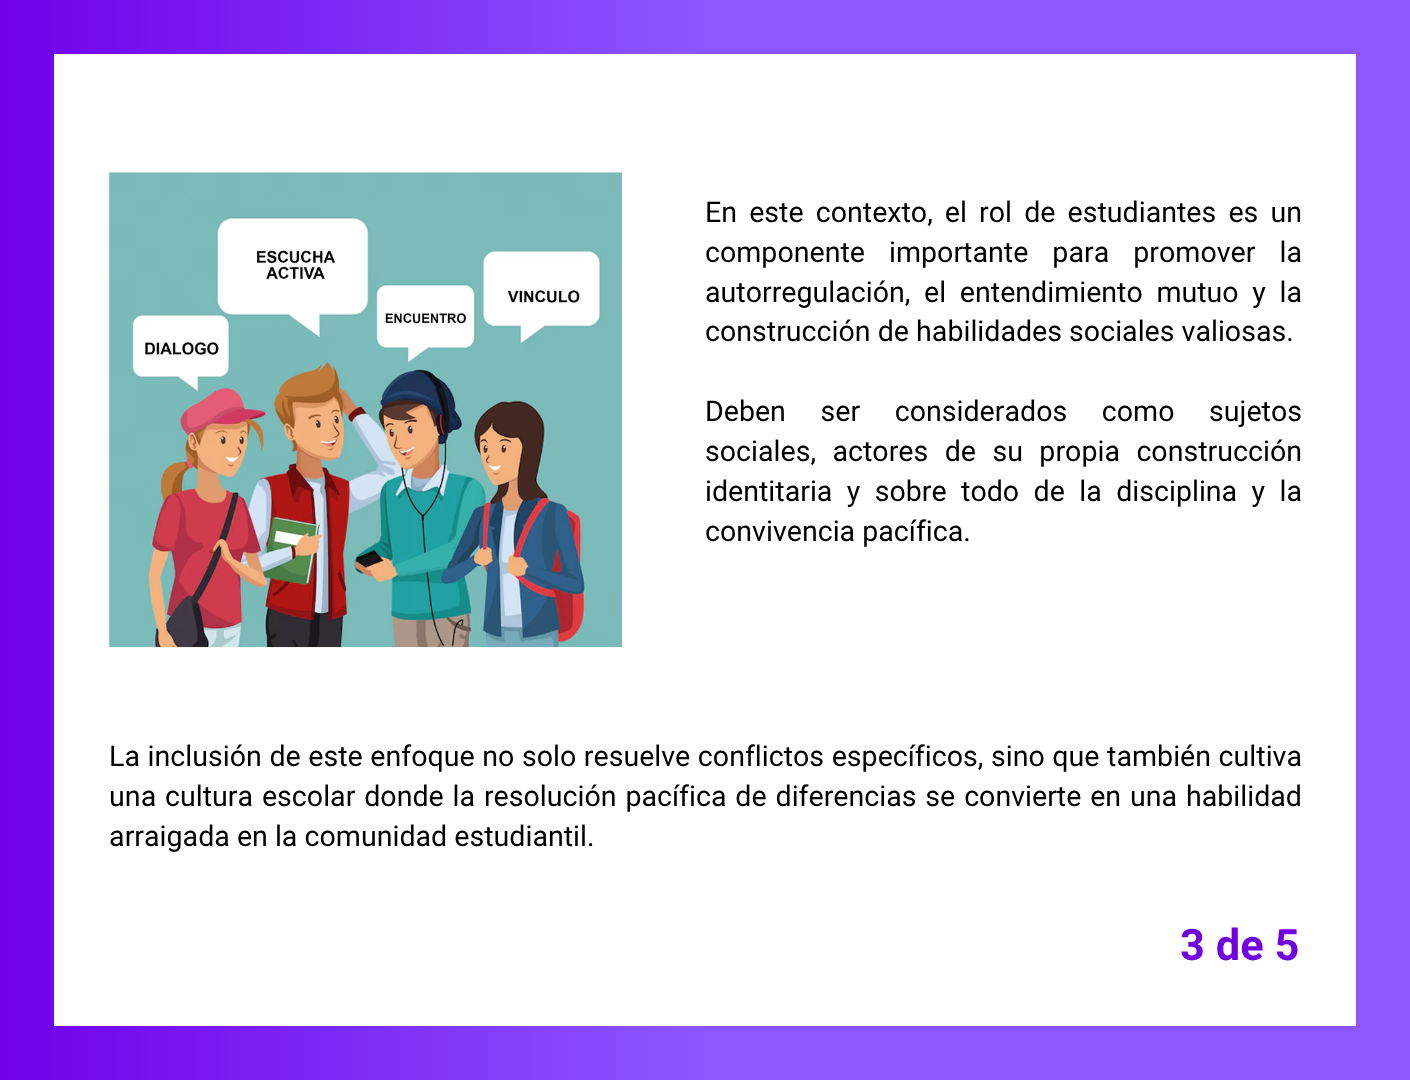 ESCUCHA
ACTIVA
VINCULO
ENCUENTRO
DIALOGO
En este contexto, el rol de estudiantes es un
componente importante para promover la
autorregulación, el entendimiento mutuo y la
construcción de habilidades sociales valiosas.
Deben ser considerados como sujetos
sociales, actores de su propia construcción
identitaria y sobre todo de la disciplina y la
convivencia pacífica.
La inclusión de este enfoque no solo resuelve conflictos específicos, sino que también cultiva
una cultura escolar donde la resolución pacífica de diferencias se convierte en una habilidad
arraigada en la comunidad estudiantil.
3 de 5